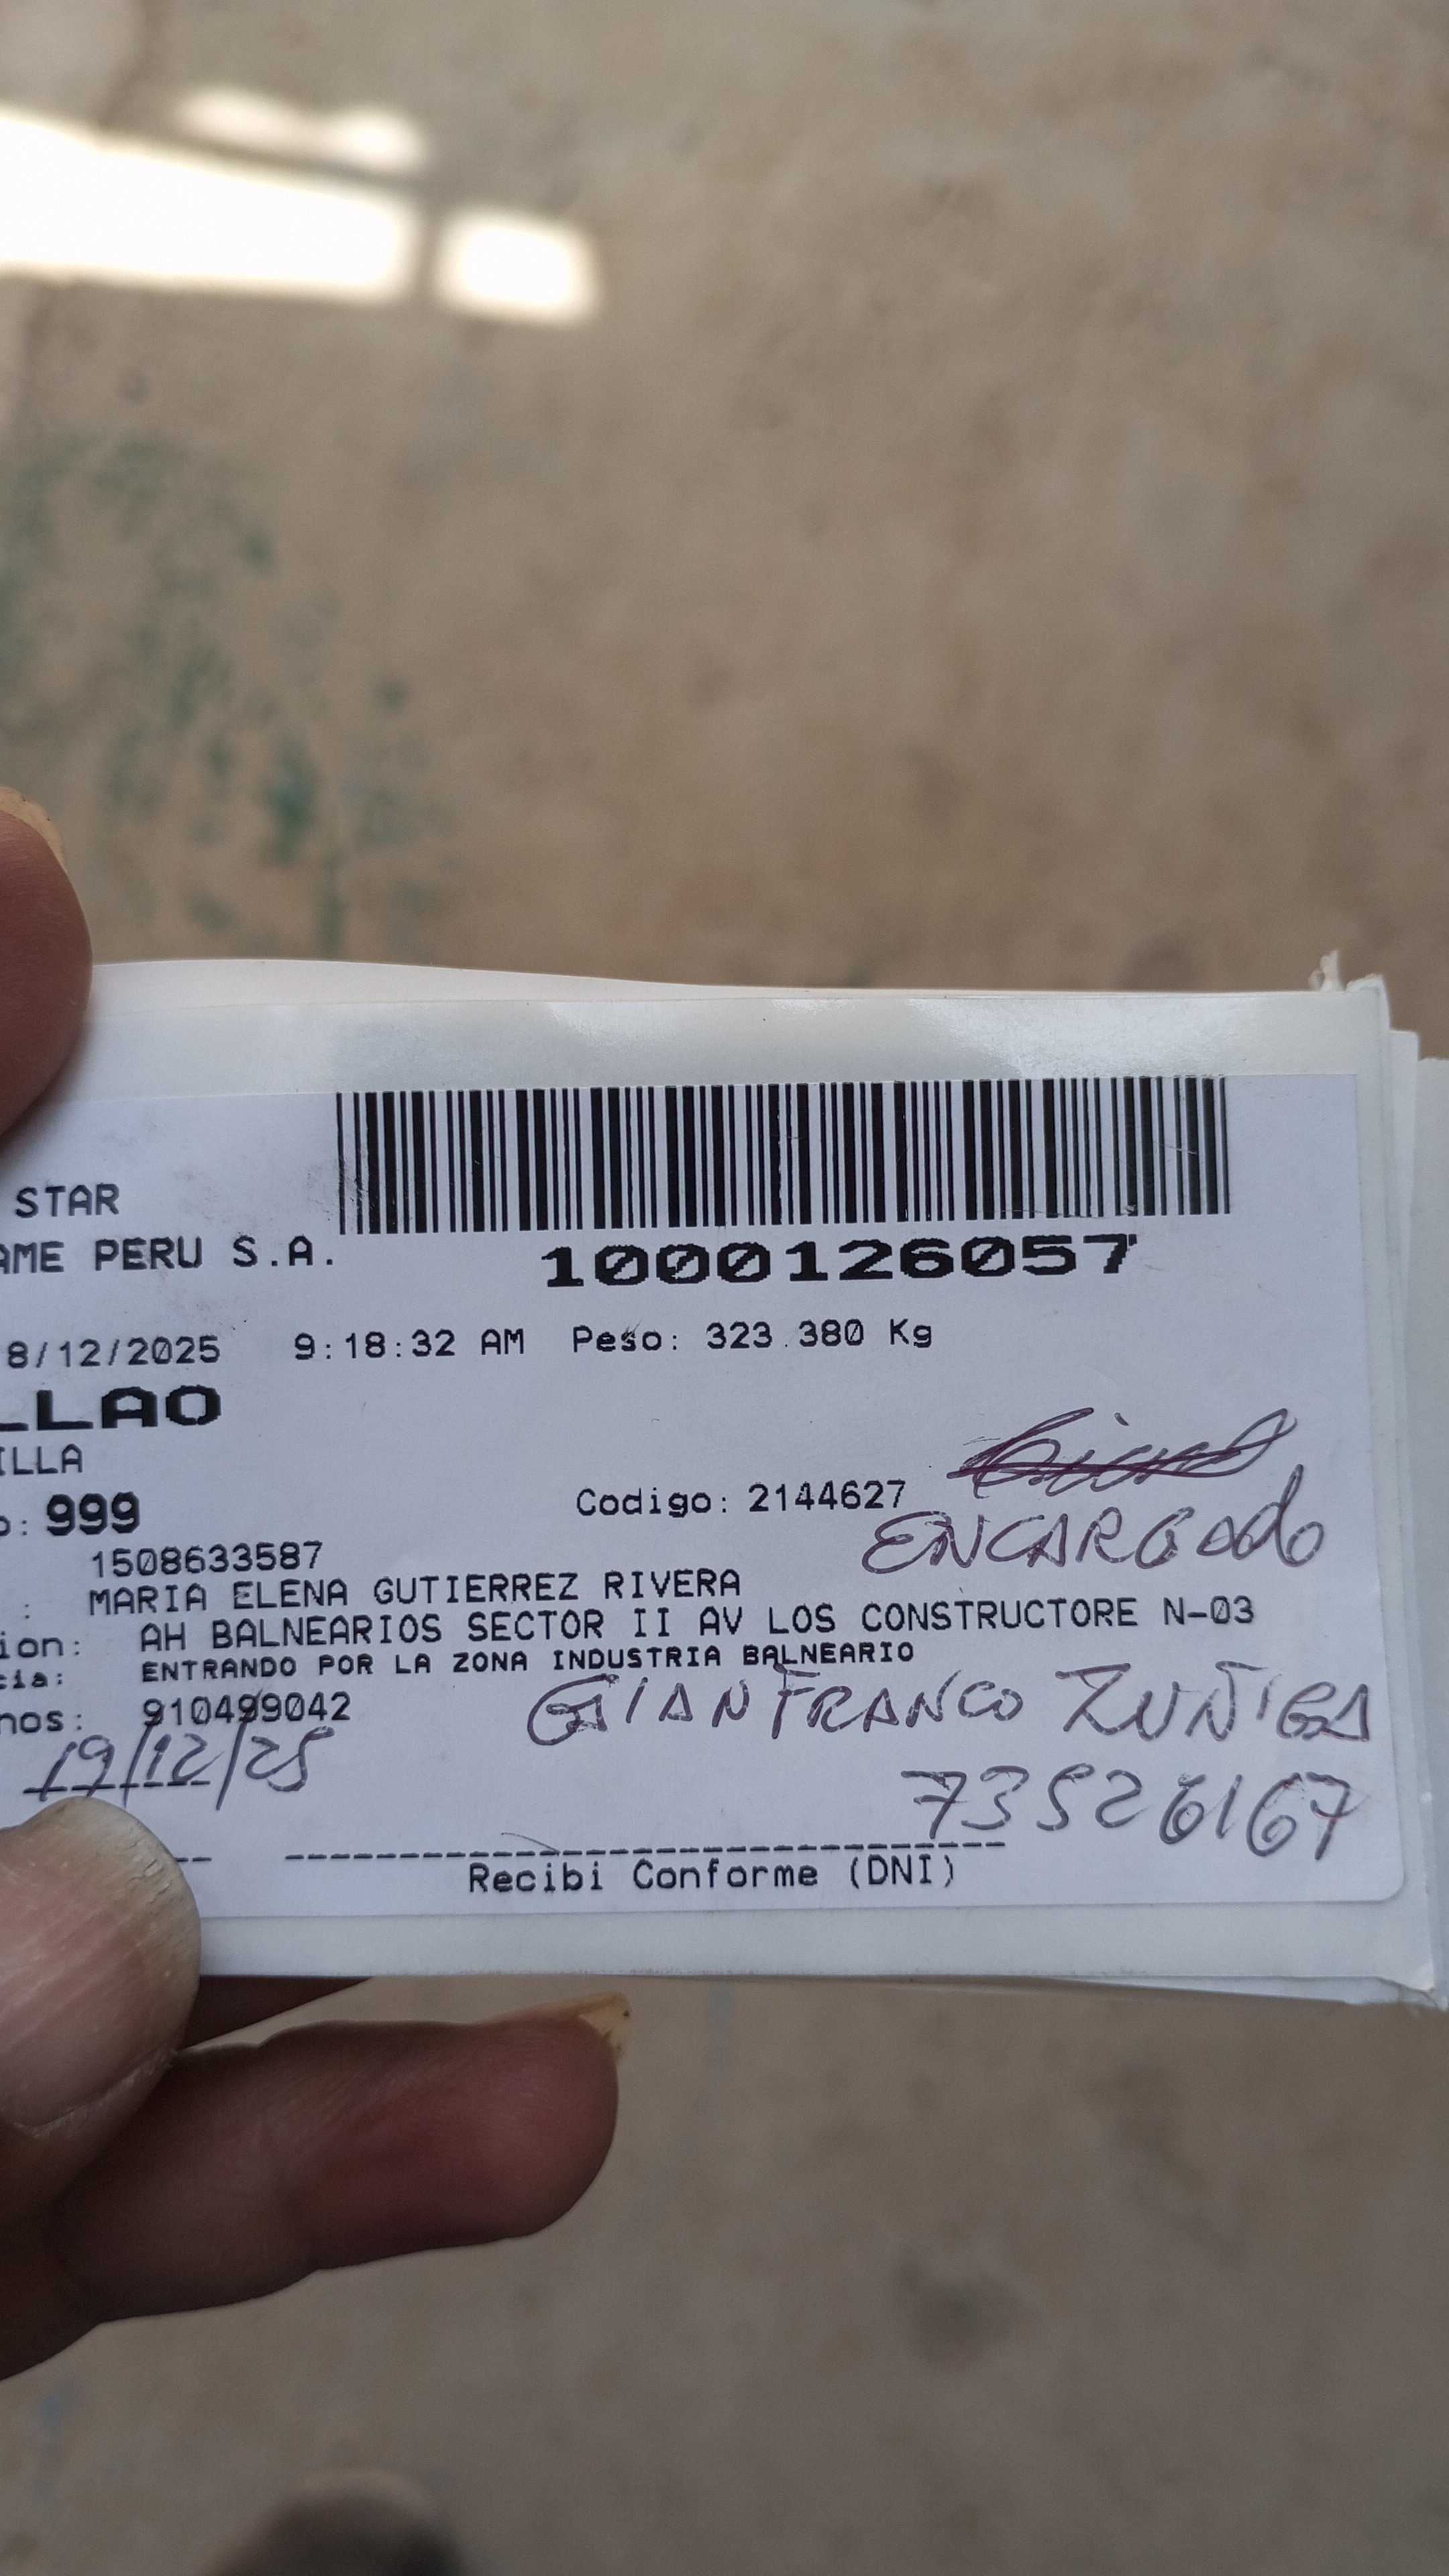 STAR
AME PERU S.A.
1000126057
8/12/2025 9:18:32 AM Peso: 323.380 Kg
LLAO
ILLA
o: 999 Codigo: 2144627
ENCARGADO
1508633587
: MARIA ELENA GUTIERREZ RIVERA
ion: AH BALNEARIOS SECTOR II AV LOS CONSTRUCTORE N-03
cia: ENTRANDO POR LA ZONA INDUSTRIA BALNEARIO
nos: 910499042
GIANFRANCO ZUÑIGA
19/12/25
73526167
Recibi Conforme (DNI)